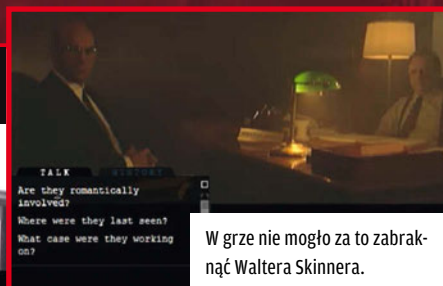 TALK
HISTORY
Are they romantically
involved?
Where were they last seen?
What case were they working
on?
W grze nie mogło za to zabrak-
nąć Waltera Skinnera.